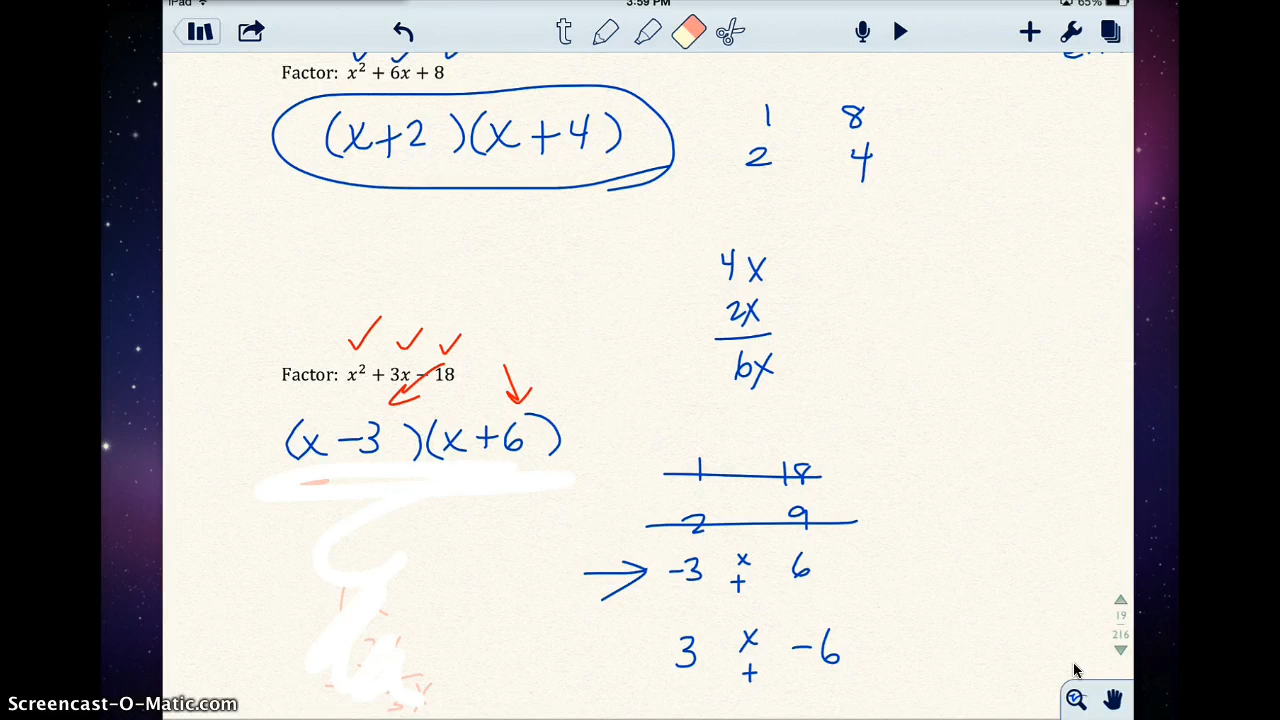 iPad 3:59 PM 65%
t
Factor: x² + 6x + 8
(x+2)(x+4)
1 8
2 4
4x
2x
6x
Factor: x² + 3x − 18
(x−3)(x+6)
1 18
2 9
→ −3 x 6
+
3 x −6
+
19
216
Screencast-O-Matic.com